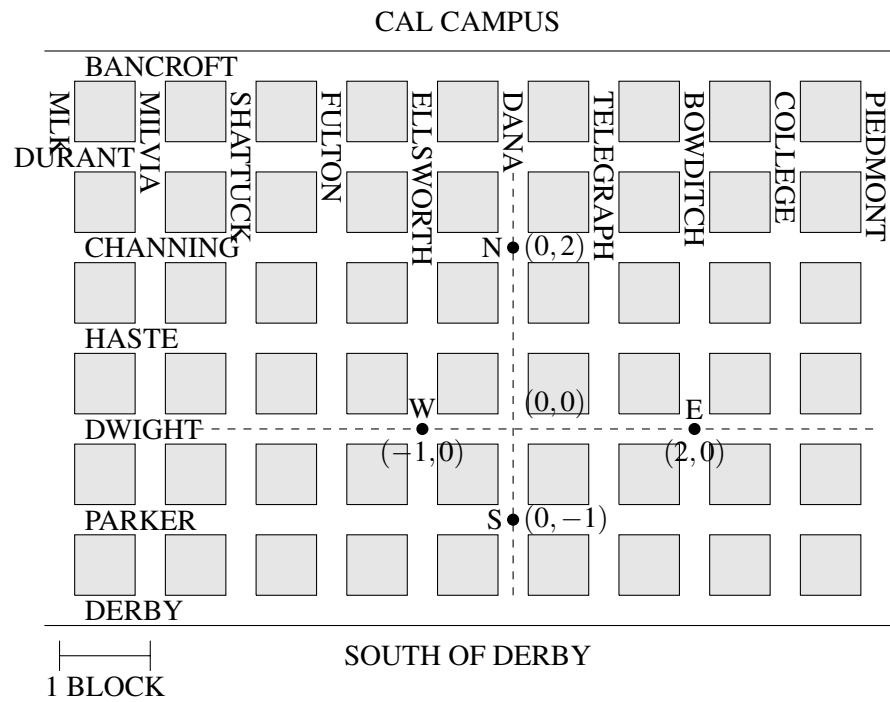 CAL CAMPUS
BANCROFT
MLK
MILVIA
SHATTUCK
FULTON
ELLSWORTH
DANA
TELEGRAPH
BOWDITCH
COLLEGE
PIEDMONT
DURANT
CHANNING
N (0,2)
HASTE
W
(0,0)
E
DWIGHT
(−1,0)
(2,0)
PARKER
S (0,−1)
DERBY
SOUTH OF DERBY
1 BLOCK